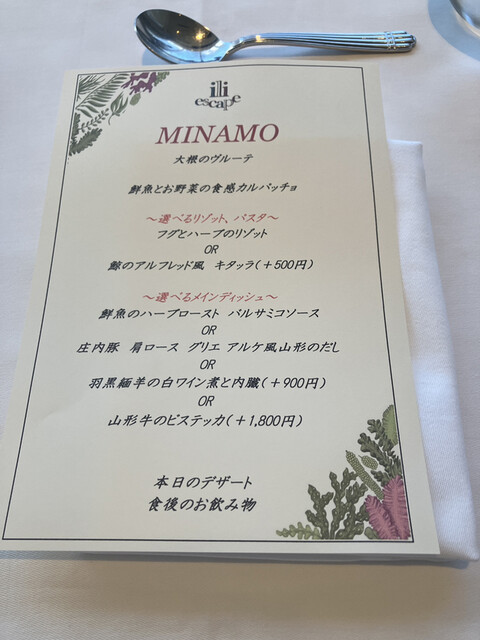 illi
escape
MINAMO
大根のヴルーテ
鮮魚とお野菜の食感カルパッチョ
～選べるリゾット、パスタ～
フグとハーブのリゾット
OR
鯨のアルフレッド風 キタッラ(+500円)
～選べるメインディッシュ～
鮮魚のハーブロースト バルサミコソース
OR
庄内豚 肩ロース グリエ アルケ風山形のだし
OR
羽黒緬羊の白ワイン煮と内臓(+900円)
OR
山形牛のビステッカ(+1,800円)
本日のデザート
食後のお飲み物